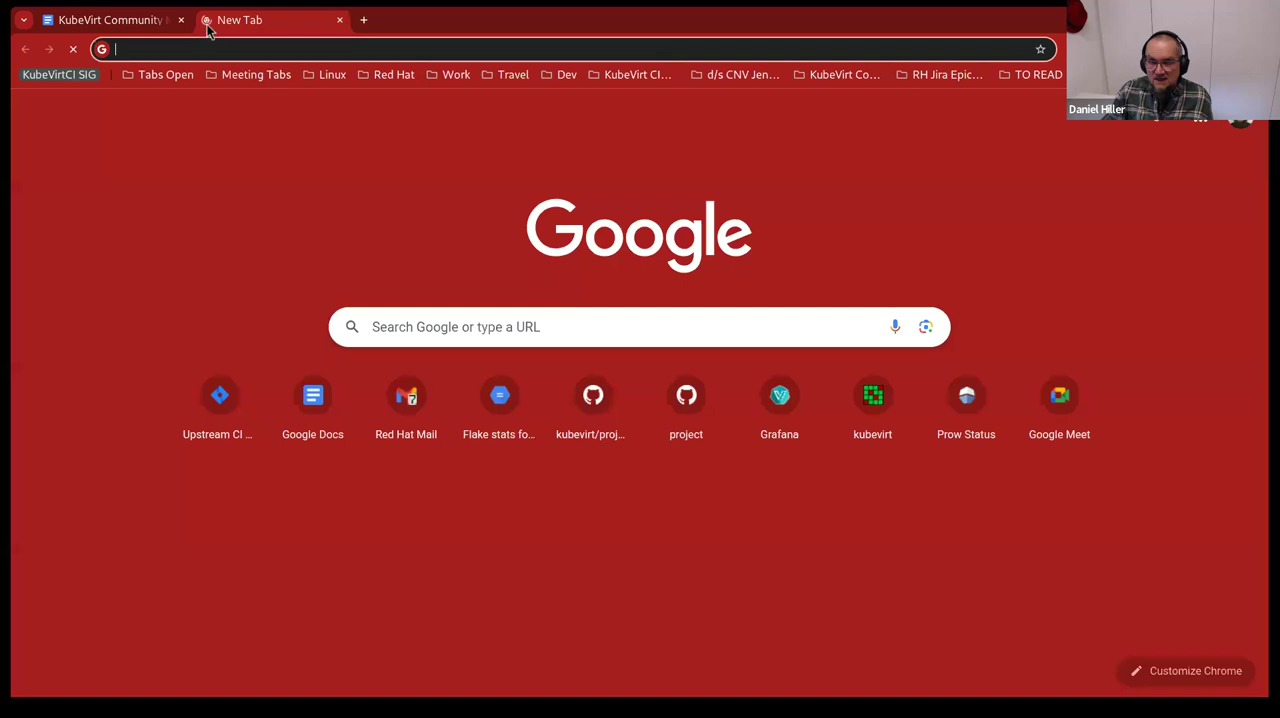 KubeVirt Community
New Tab
KubeVirtCI SIG
Tabs Open
Meeting Tabs
Linux
Red Hat
Work
Travel
Dev
KubeVirt CI...
d/s CNV Jen...
KubeVirt Co...
RH Jira Epic...
TO READ
Daniel Hiller
Google
Search Google or type a URL
Upstream CI ...
Google Docs
Red Hat Mail
Flake stats fo...
kubevirt/proj...
project
Grafana
kubevirt
Prow Status
Google Meet
Customize Chrome